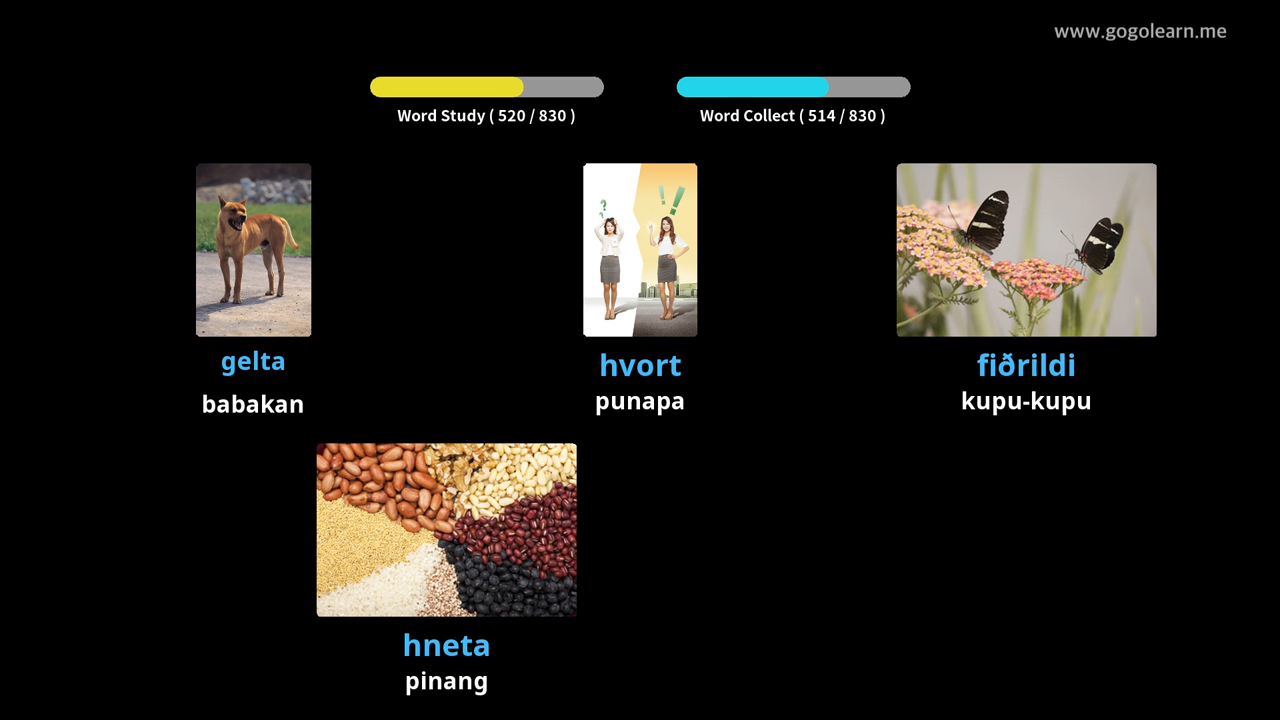 www.gogolearn.me
Word Study ( 520 / 830 )
Word Collect ( 514 / 830 )
gelta
babakan
hvort
punapa
fiðrildi
kupu-kupu
hneta
pinang